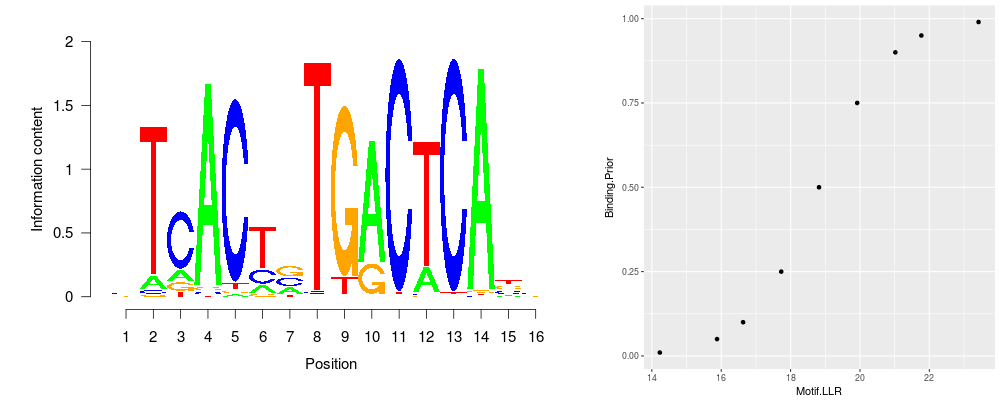 2
1.5
1
0.5
0
Information content
TCACT TGACTCA
1 2 3 4 5 6 7 8 9 10 11 12 13 14 15 16
Position
1.00
0.75
0.50
0.25
0.00
Binding.Prior
14 16 18 20 22
Motif.LLR